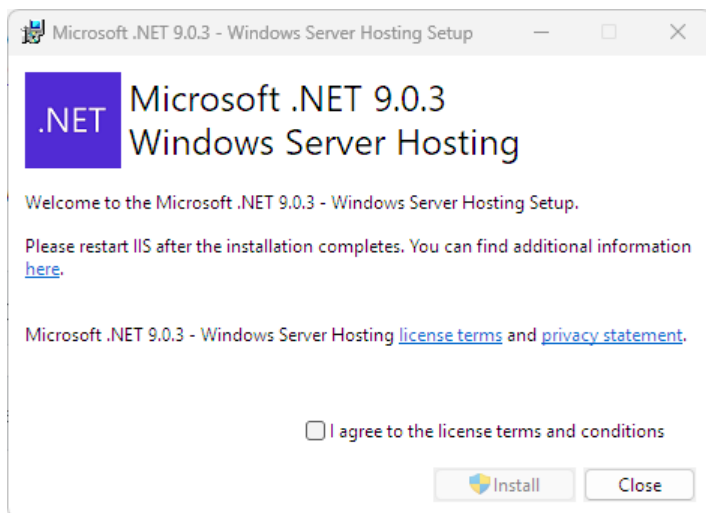 Microsoft .NET 9.0.3 - Windows Server Hosting Setup
.NET
Microsoft .NET 9.0.3
Windows Server Hosting
Welcome to the Microsoft .NET 9.0.3 - Windows Server Hosting Setup.
Please restart IIS after the installation completes. You can find additional information
here.
Microsoft .NET 9.0.3 - Windows Server Hosting license terms and privacy statement.
I agree to the license terms and conditions
Install
Close